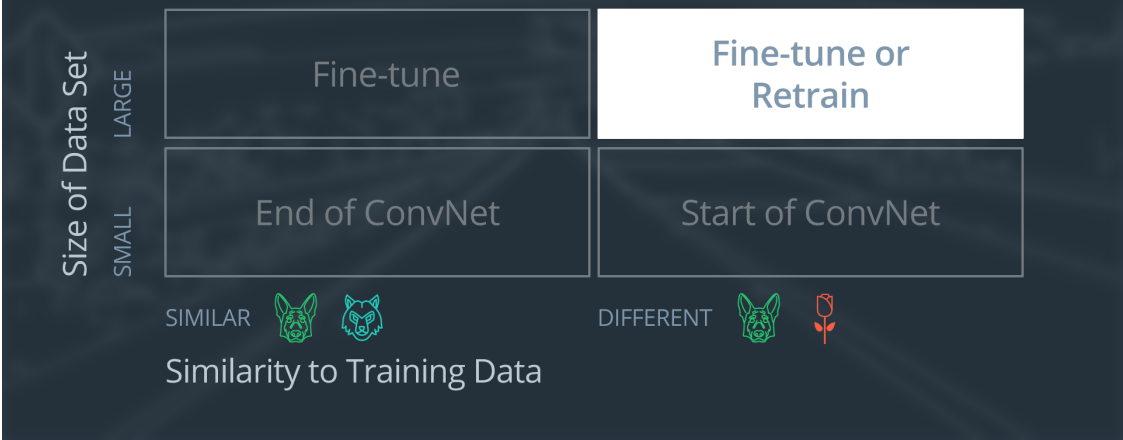 Size of Data Set
LARGE
SMALL
Fine-tune
Fine-tune or
Retrain
End of ConvNet
Start of ConvNet
SIMILAR
DIFFERENT
Similarity to Training Data